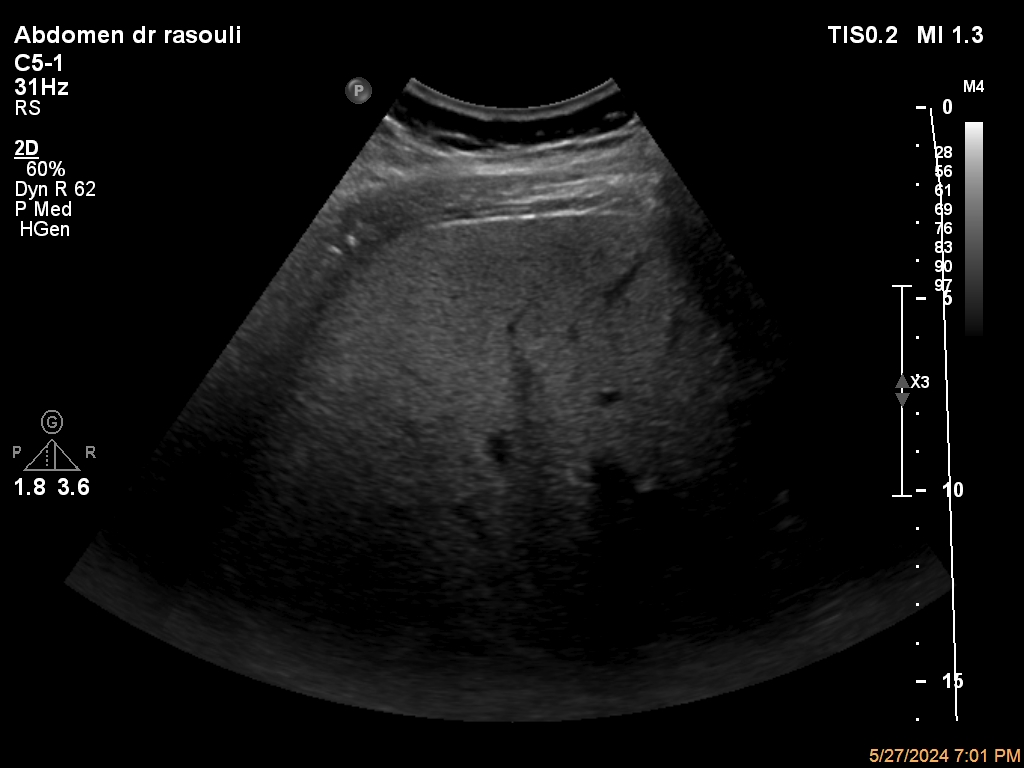 Abdomen dr rasouli
TIS0.2 MI 1.3
C5-1
31Hz
RS
2D
60%
Dyn R 62
P Med
HGen
P
M4
0
28
56
61
69
76
83
90
97
5
X3
G
P R
1.8 3.6
10
15
5/27/2024 7:01 PM